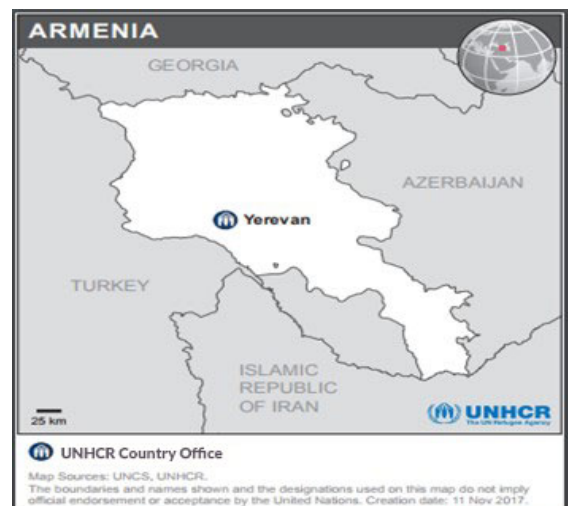 ARMENIA
GEORGIA
AZERBAIJAN
Yerevan
TURKEY
ISLAMIC
REPUBLIC
OF IRAN
25 km
UNHCR
The UN Refugee Agency
UNHCR Country Office
Map Sources: UNCS, UNHCR.
The boundaries and names shown and the designations used on this map do not imply
official endorsement or acceptance by the United Nations. Creation date: 11 Nov 2017.